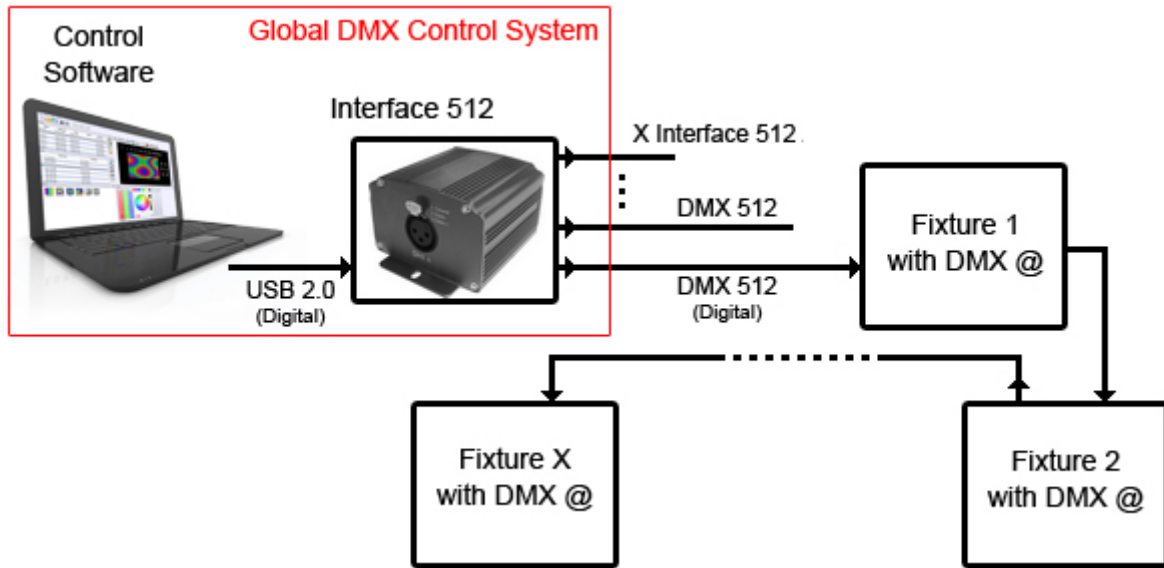 Global DMX Control System
Control
Software
Interface 512
X Interface 512
DMX 512
USB 2.0
(Digital)
DMX 512
(Digital)
Fixture 1
with DMX @
Fixture X
with DMX @
Fixture 2
with DMX @